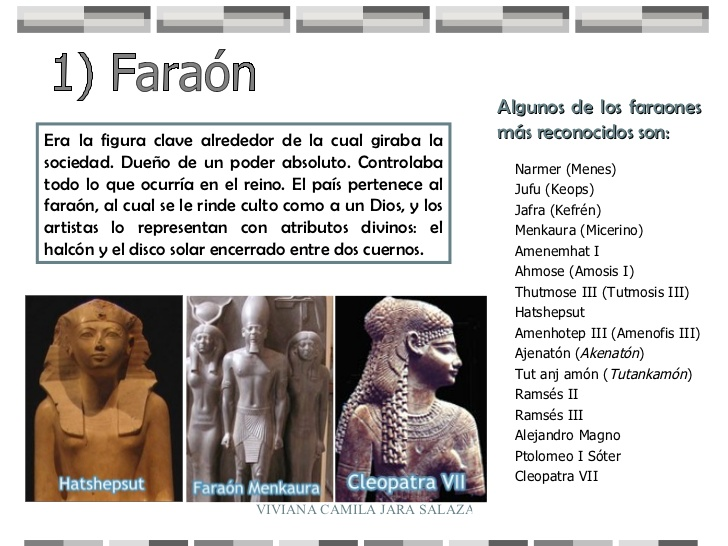 1) Faraón
Era la figura clave alrededor de la cual giraba la
sociedad. Dueño de un poder absoluto. Controlaba
todo lo que ocurría en el reino. El país pertenece al
faraón, al cual se le rinde culto como a un Dios, y los
artistas lo representan con atributos divinos: el
halcón y el disco solar encerrado entre dos cuernos.
Algunos de los faraones
más reconocidos son:
Narmer (Menes)
Jufu (Keops)
Jafra (Kefrén)
Menkaura (Micerino)
Amenemhat I
Ahmose (Amosis I)
Thutmose III (Tutmosis III)
Hatshepsut
Amenhotep III (Amenofis III)
Ajenatón (Akenatón)
Tut anj amón (Tutankamón)
Ramsés II
Ramsés III
Alejandro Magno
Ptolomeo I Sóter
Cleopatra VII
Hatshepsut
Faraón Menkaura
Cleopatra VII
VIVIANA CAMILA JARA SALAZA